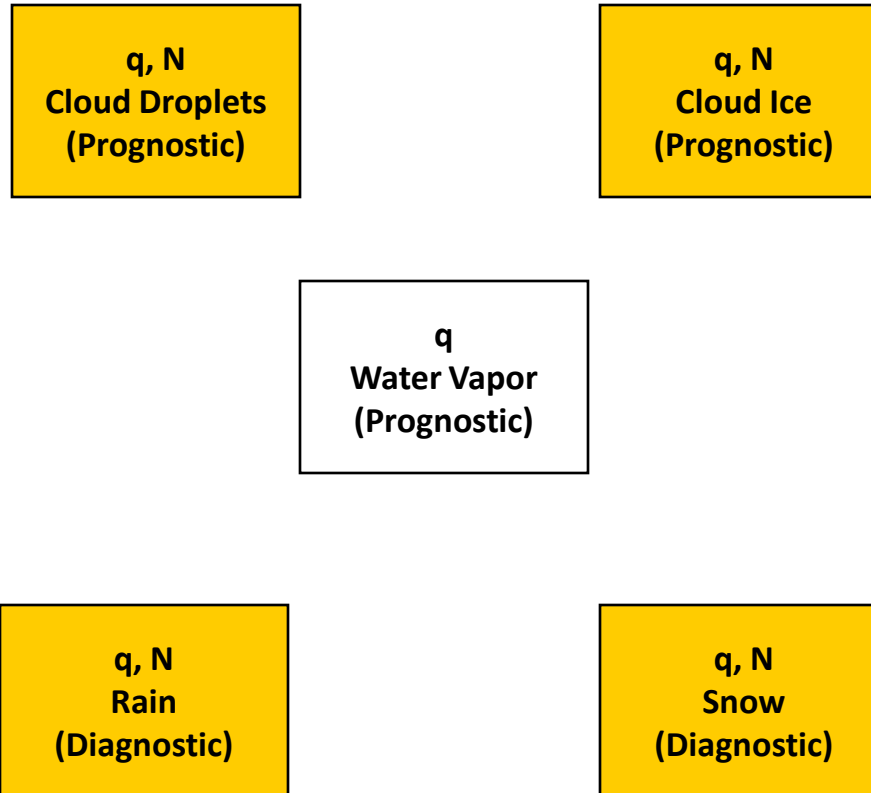 q, N
Cloud Droplets
(Prognostic)
q, N
Cloud Ice
(Prognostic)
q
Water Vapor
(Prognostic)
q, N
Rain
(Diagnostic)
q, N
Snow
(Diagnostic)